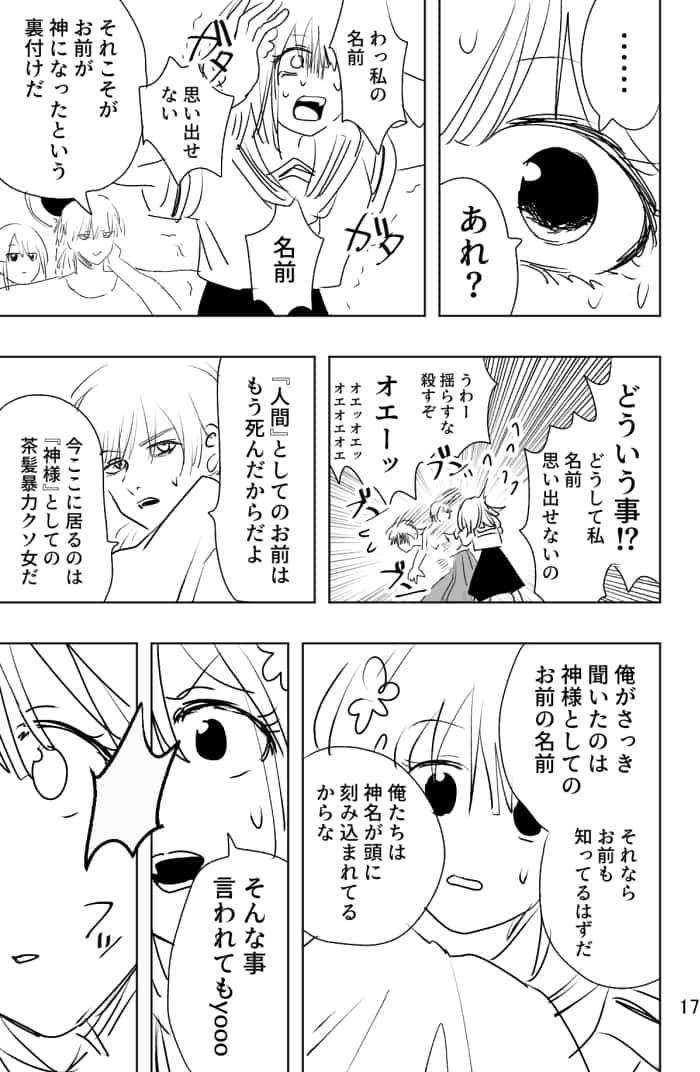 ……
あれ？
わっ私の
名前
思い出せ
ない
名前
ガタ
ガタ
それこそが
お前が
神になったという
裏付けだ
どういう事!?
どうして私
名前
思い出せないの
うわー
揺らすな
殺すぞ
オエーッ
オエッオエッ
オエオエオエ
ブン
ブン
『人間』としてのお前は
もう死んだからだよ
今ここに居るのは
『神様』としての
茶髪暴力クソ女だ
俺がさっき
聞いたのは
神様としての
お前の名前
それなら
お前も
知ってるはずだ
俺たちは
神名が頭に
刻み込まれてる
からな
そんな事
言われてもyooo
フッ
17